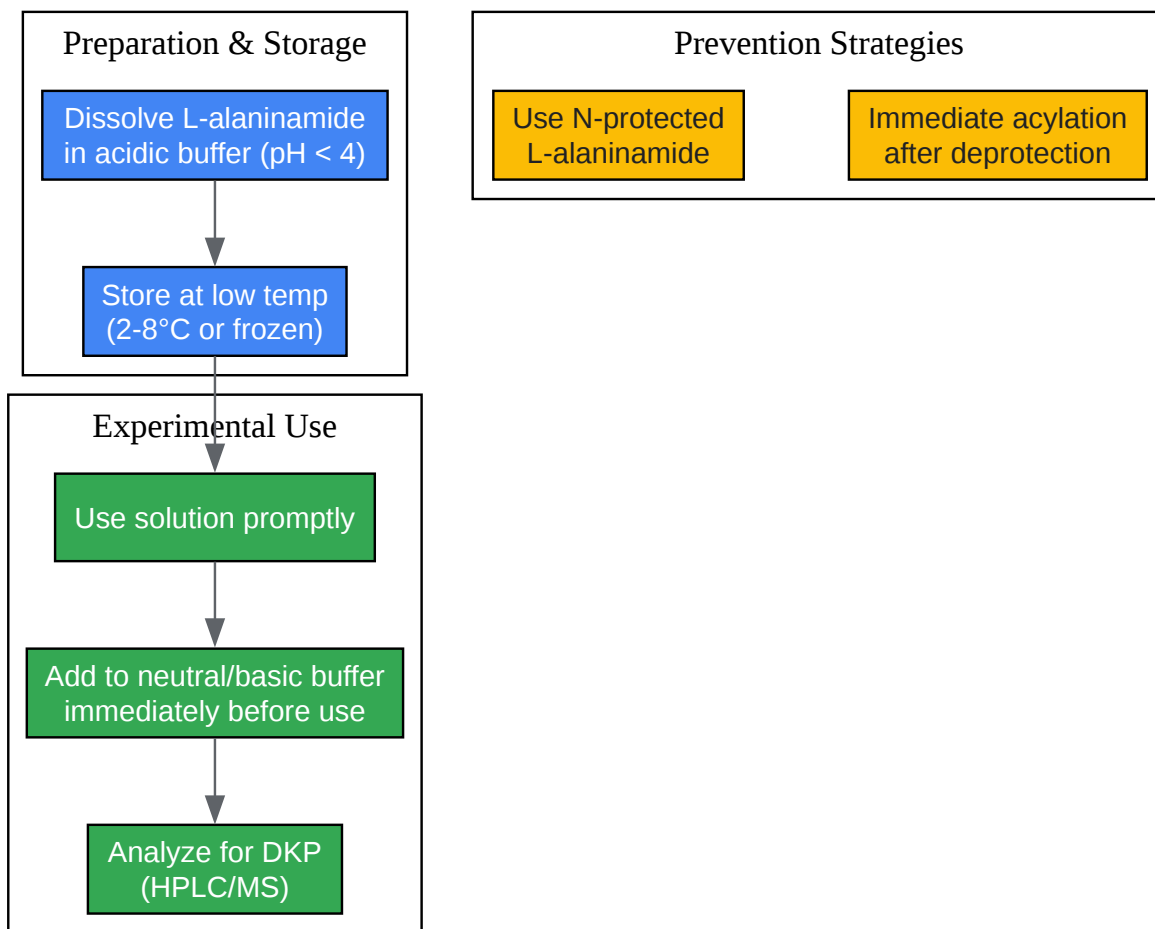 Preparation & Storage
Dissolve L-alaninamide
in acidic buffer (pH < 4)
Store at low temp
(2-8°C or frozen)
Experimental Use
Use solution promptly
Add to neutral/basic buffer
immediately before use
Analyze for DKP
(HPLC/MS)
Prevention Strategies
Use N-protected
L-alaninamide
Immediate acylation
after deprotection